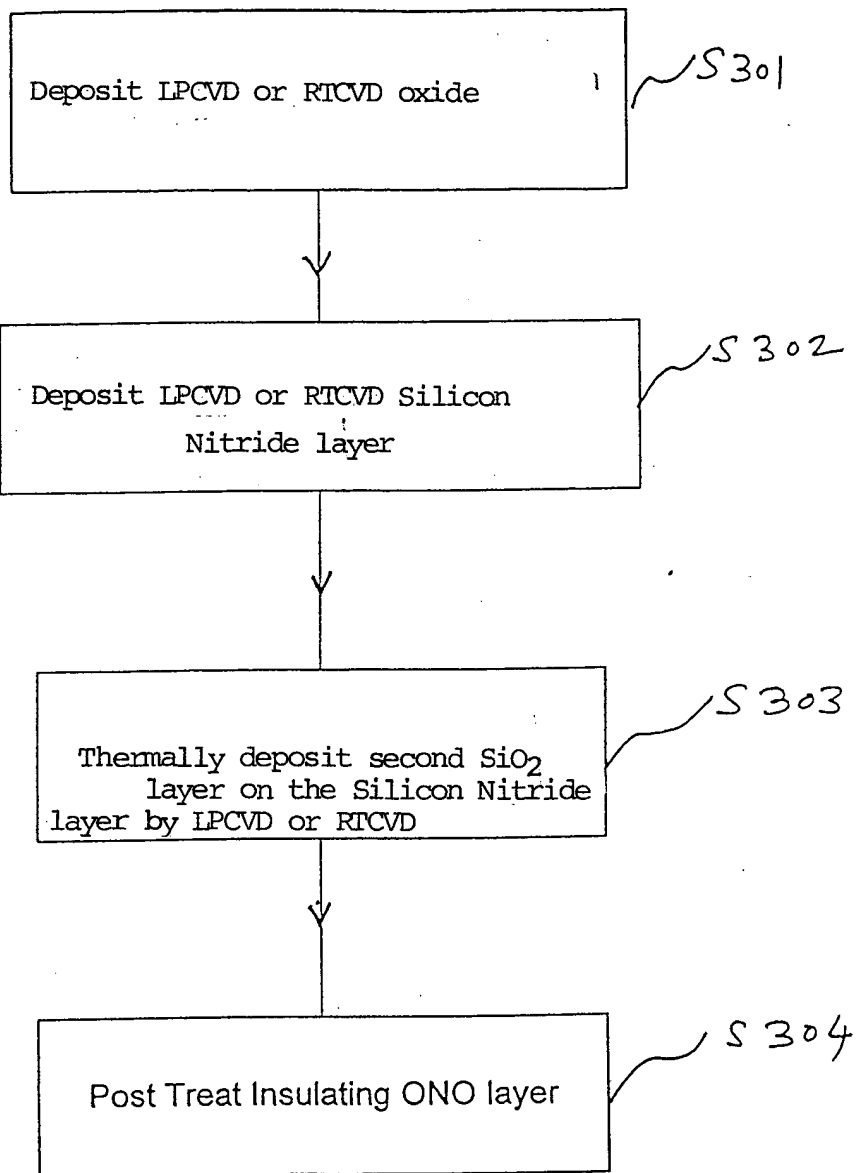 Deposit LPCVD or RTCVD oxide
S301
S302
Deposit LPCVD or RTCVD Silicon
Nitride layer
S303
Thermally deposit second SiO2
layer on the Silicon Nitride
layer by LPCVD or RTCVD
S304
Post Treat Insulating ONO layer